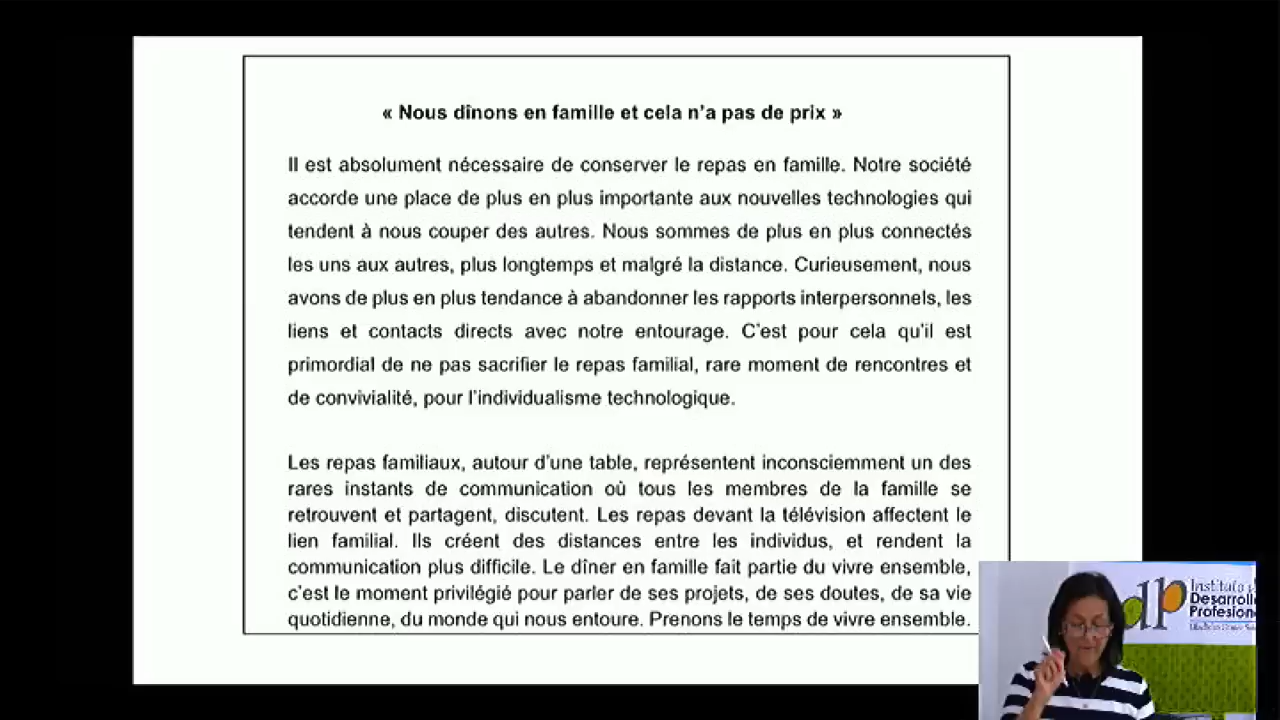 « Nous dînons en famille et cela n'a pas de prix »
Il est absolument nécessaire de conserver le repas en famille. Notre société
accorde une place de plus en plus importante aux nouvelles technologies qui
tendent à nous couper des autres. Nous sommes de plus en plus connectés
les uns aux autres, plus longtemps et malgré la distance. Curieusement, nous
avons de plus en plus tendance à abandonner les rapports interpersonnels, les
liens et contacts directs avec notre entourage. C'est pour cela qu'il est
primordial de ne pas sacrifier le repas familial, rare moment de rencontres et
de convivialité, pour l'individualisme technologique.
Les repas familiaux, autour d'une table, représentent inconsciemment un des
rares instants de communication où tous les membres de la famille se
retrouvent et partagent, discutent. Les repas devant la télévision affectent le
lien familial. Ils créent des distances entre les individus, et rendent la
communication plus difficile. Le dîner en famille fait partie du vivre ensemble,
c'est le moment privilégié pour parler de ses projets, de ses doutes, de sa vie
quotidienne, du monde qui nous entoure. Prenons le temps de vivre ensemble.
dp
Instituto
Desarrollo
Profesion